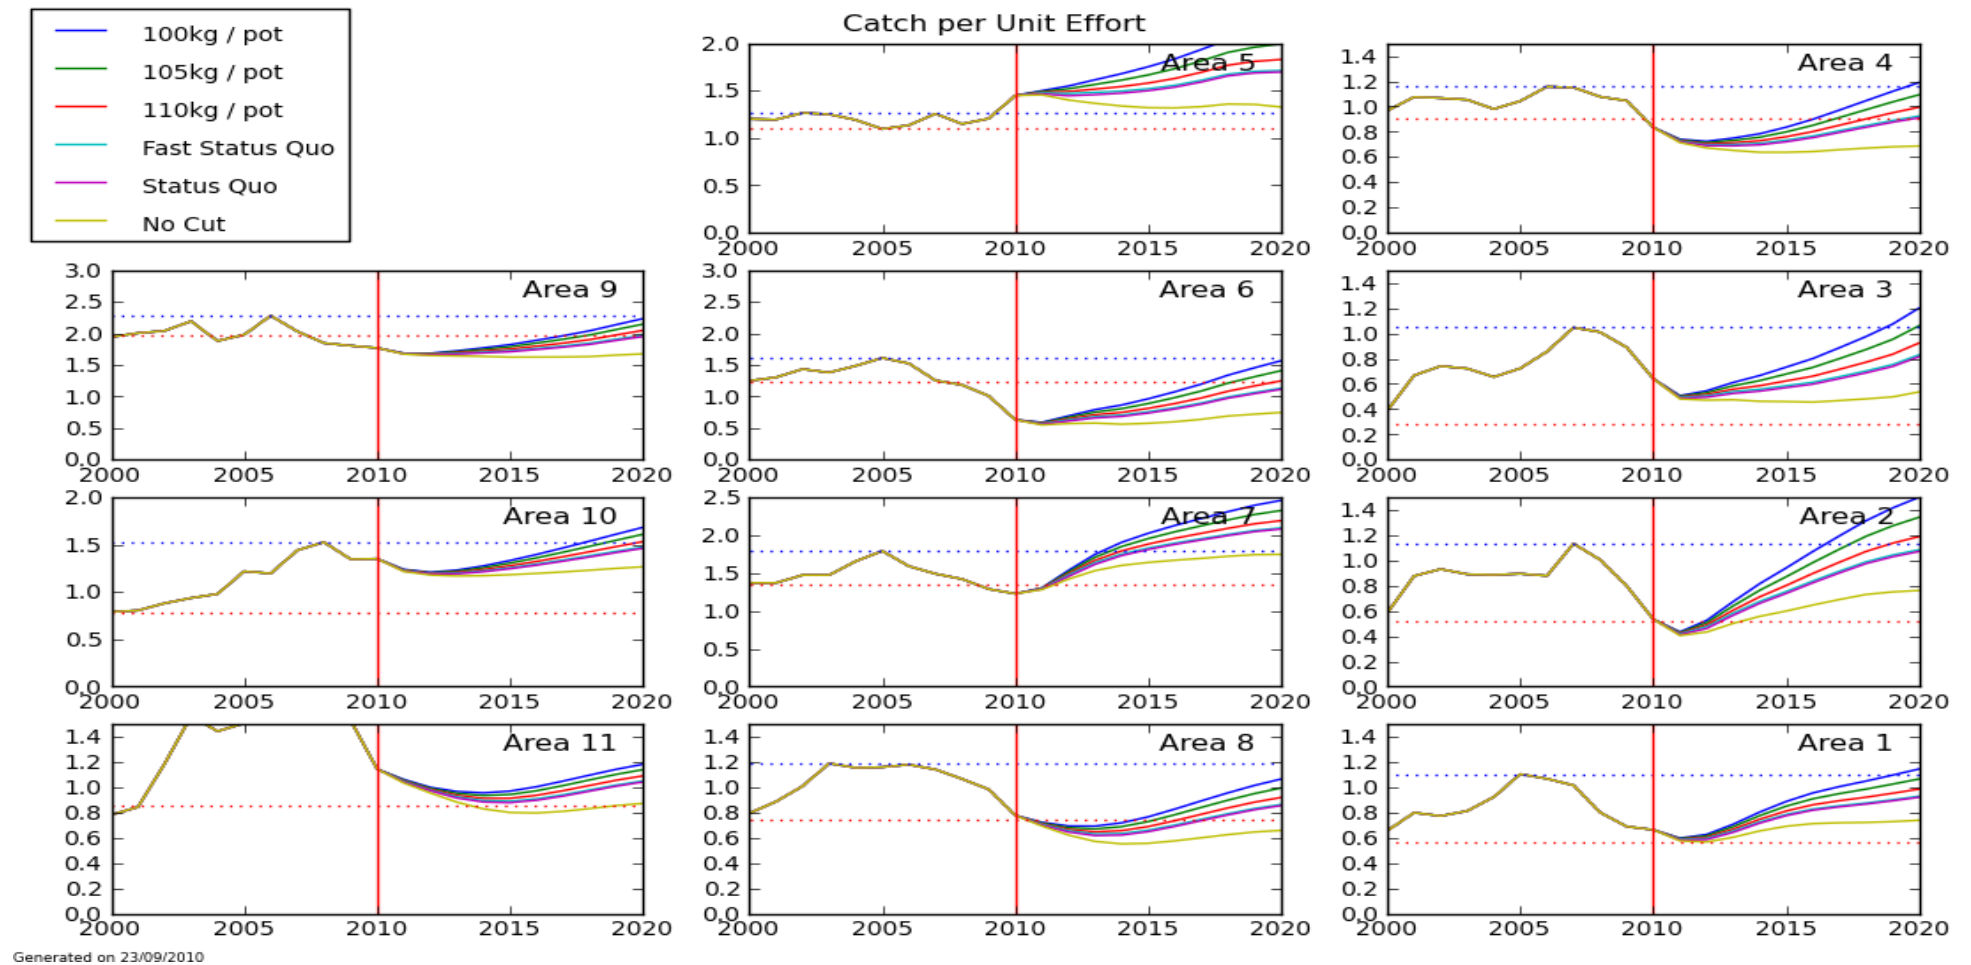 Catch per Unit Effort
100kg / pot
105kg / pot
110kg / pot
Fast Status Quo
Status Quo
No Cut
Area 5
2.0
1.5
1.0
0.5
0.0
2000 2005 2010 2015 2020
Area 4
1.4
1.2
1.0
0.8
0.6
0.4
0.2
0.0
2000 2005 2010 2015 2020
Area 9
3.0
2.5
2.0
1.5
1.0
0.5
0.0
2000 2005 2010 2015 2020
Area 6
3.0
2.5
2.0
1.5
1.0
0.5
0.0
2000 2005 2010 2015 2020
Area 3
1.4
1.2
1.0
0.8
0.6
0.4
0.2
0.0
2000 2005 2010 2015 2020
Area 10
2.0
1.5
1.0
0.5
0.0
2000 2005 2010 2015 2020
Area 7
2.5
2.0
1.5
1.0
0.5
0.0
2000 2005 2010 2015 2020
Area 2
1.4
1.2
1.0
0.8
0.6
0.4
0.2
0.0
2000 2005 2010 2015 2020
Area 11
1.4
1.2
1.0
0.8
0.6
0.4
0.2
0.0
2000 2005 2010 2015 2020
Area 8
1.4
1.2
1.0
0.8
0.6
0.4
0.2
0.0
2000 2005 2010 2015 2020
Area 1
1.4
1.2
1.0
0.8
0.6
0.4
0.2
0.0
2000 2005 2010 2015 2020
Generated on 23/09/2010